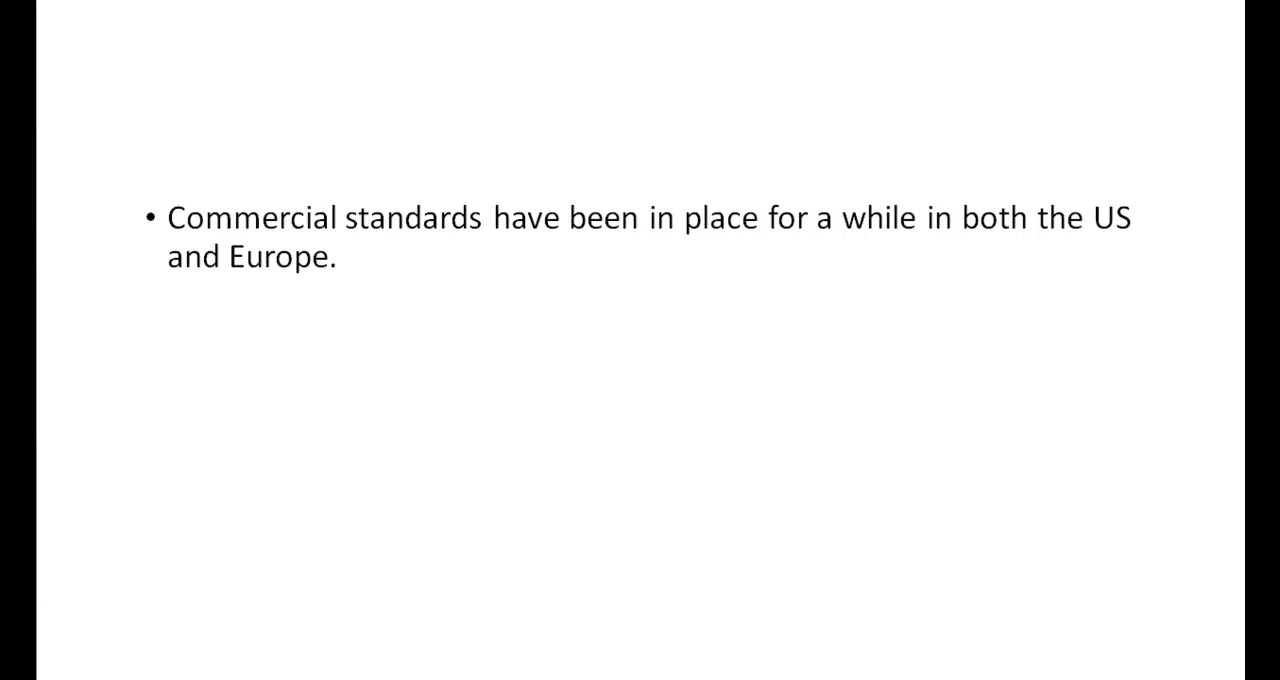 • Commercial standards have been in place for a while in both the US
and Europe.